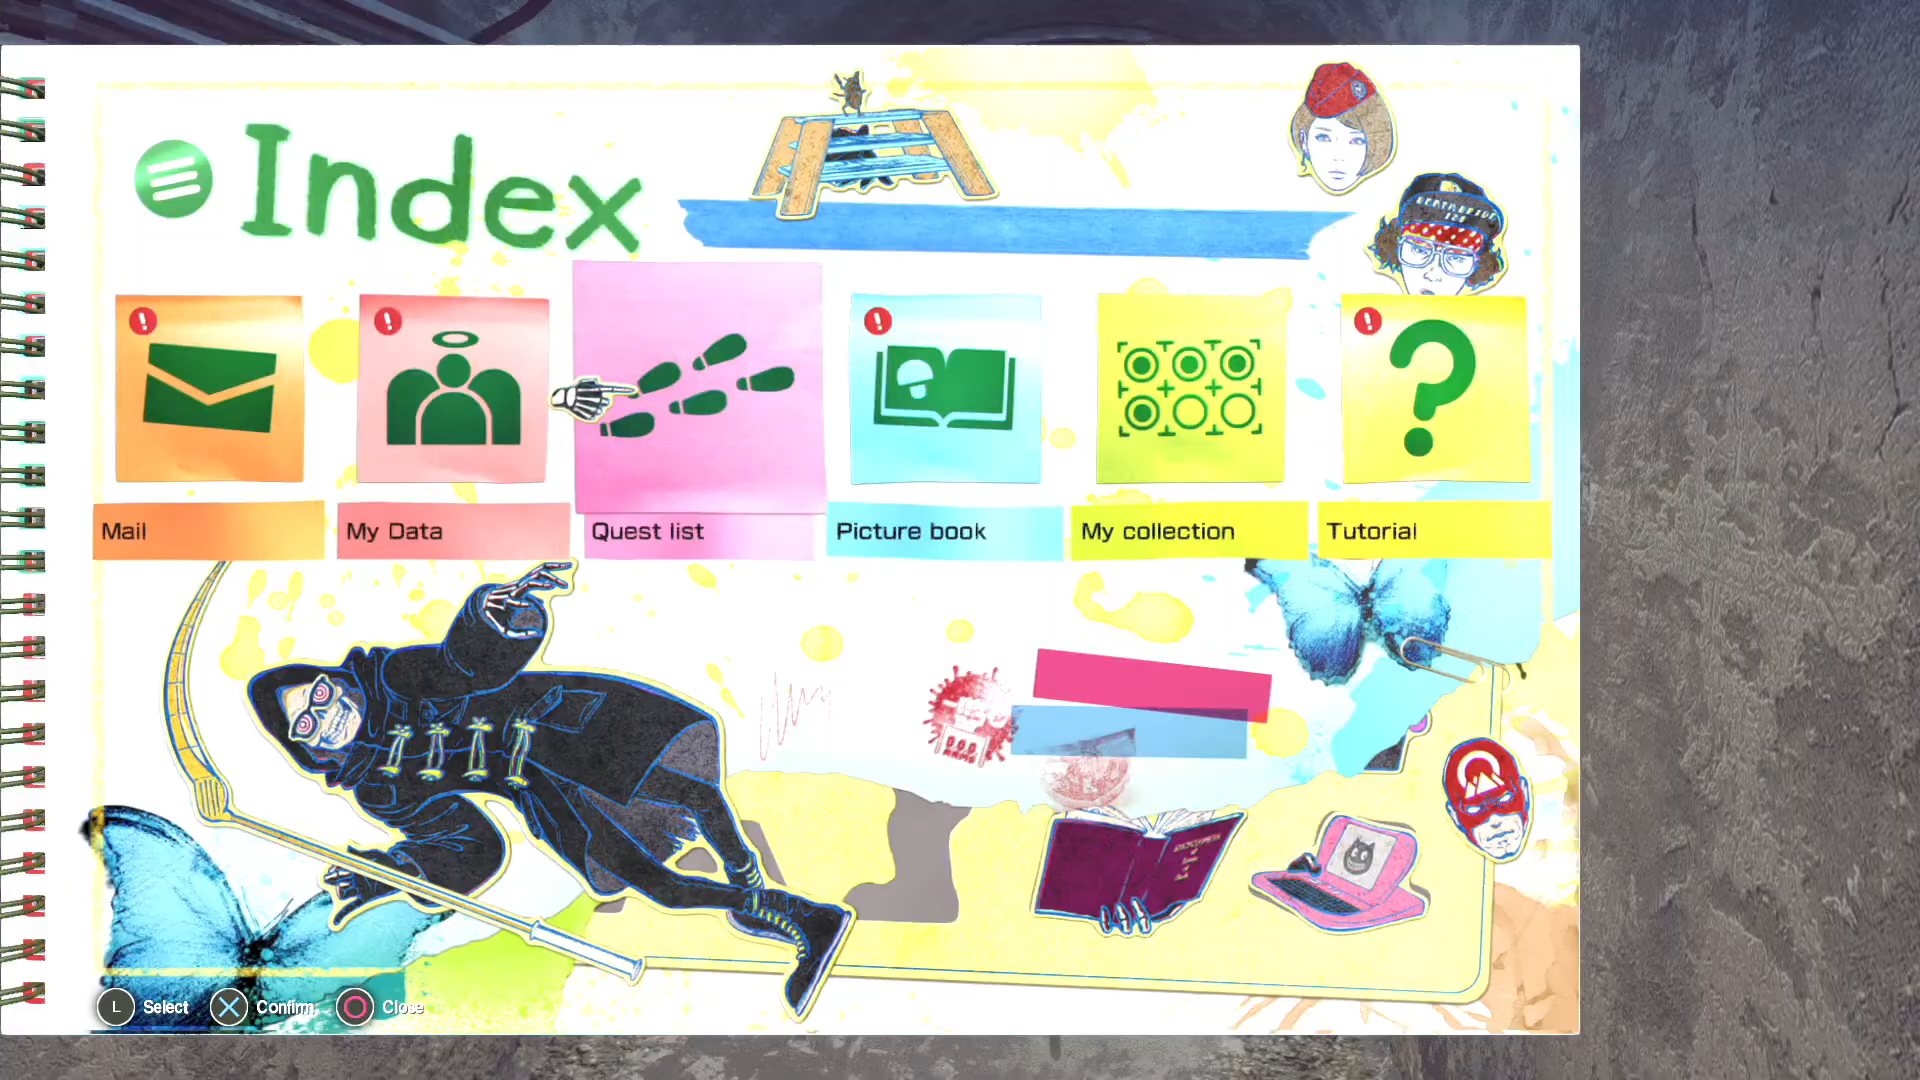 Index
Mail
My Data
Quest list
Picture book
My collection
Tutorial
L Select
Confirm
Close